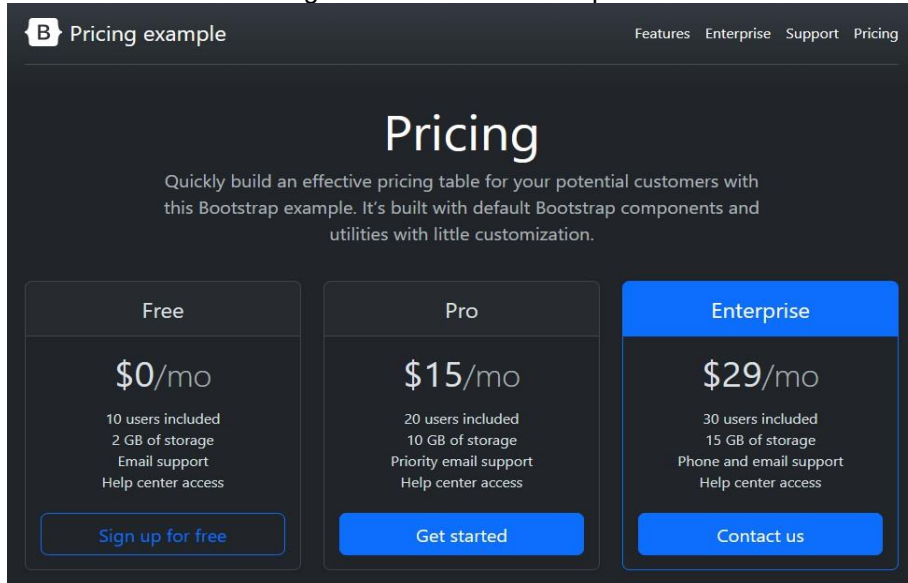 B Pricing example
Features Enterprise Support Pricing
Pricing
Quickly build an effective pricing table for your potential customers with
this Bootstrap example. It's built with default Bootstrap components and
utilities with little customization.
Free
$0/mo
10 users included
2 GB of storage
Email support
Help center access
Sign up for free
Pro
$15/mo
20 users included
10 GB of storage
Priority email support
Help center access
Get started
Enterprise
$29/mo
30 users included
15 GB of storage
Phone and email support
Help center access
Contact us